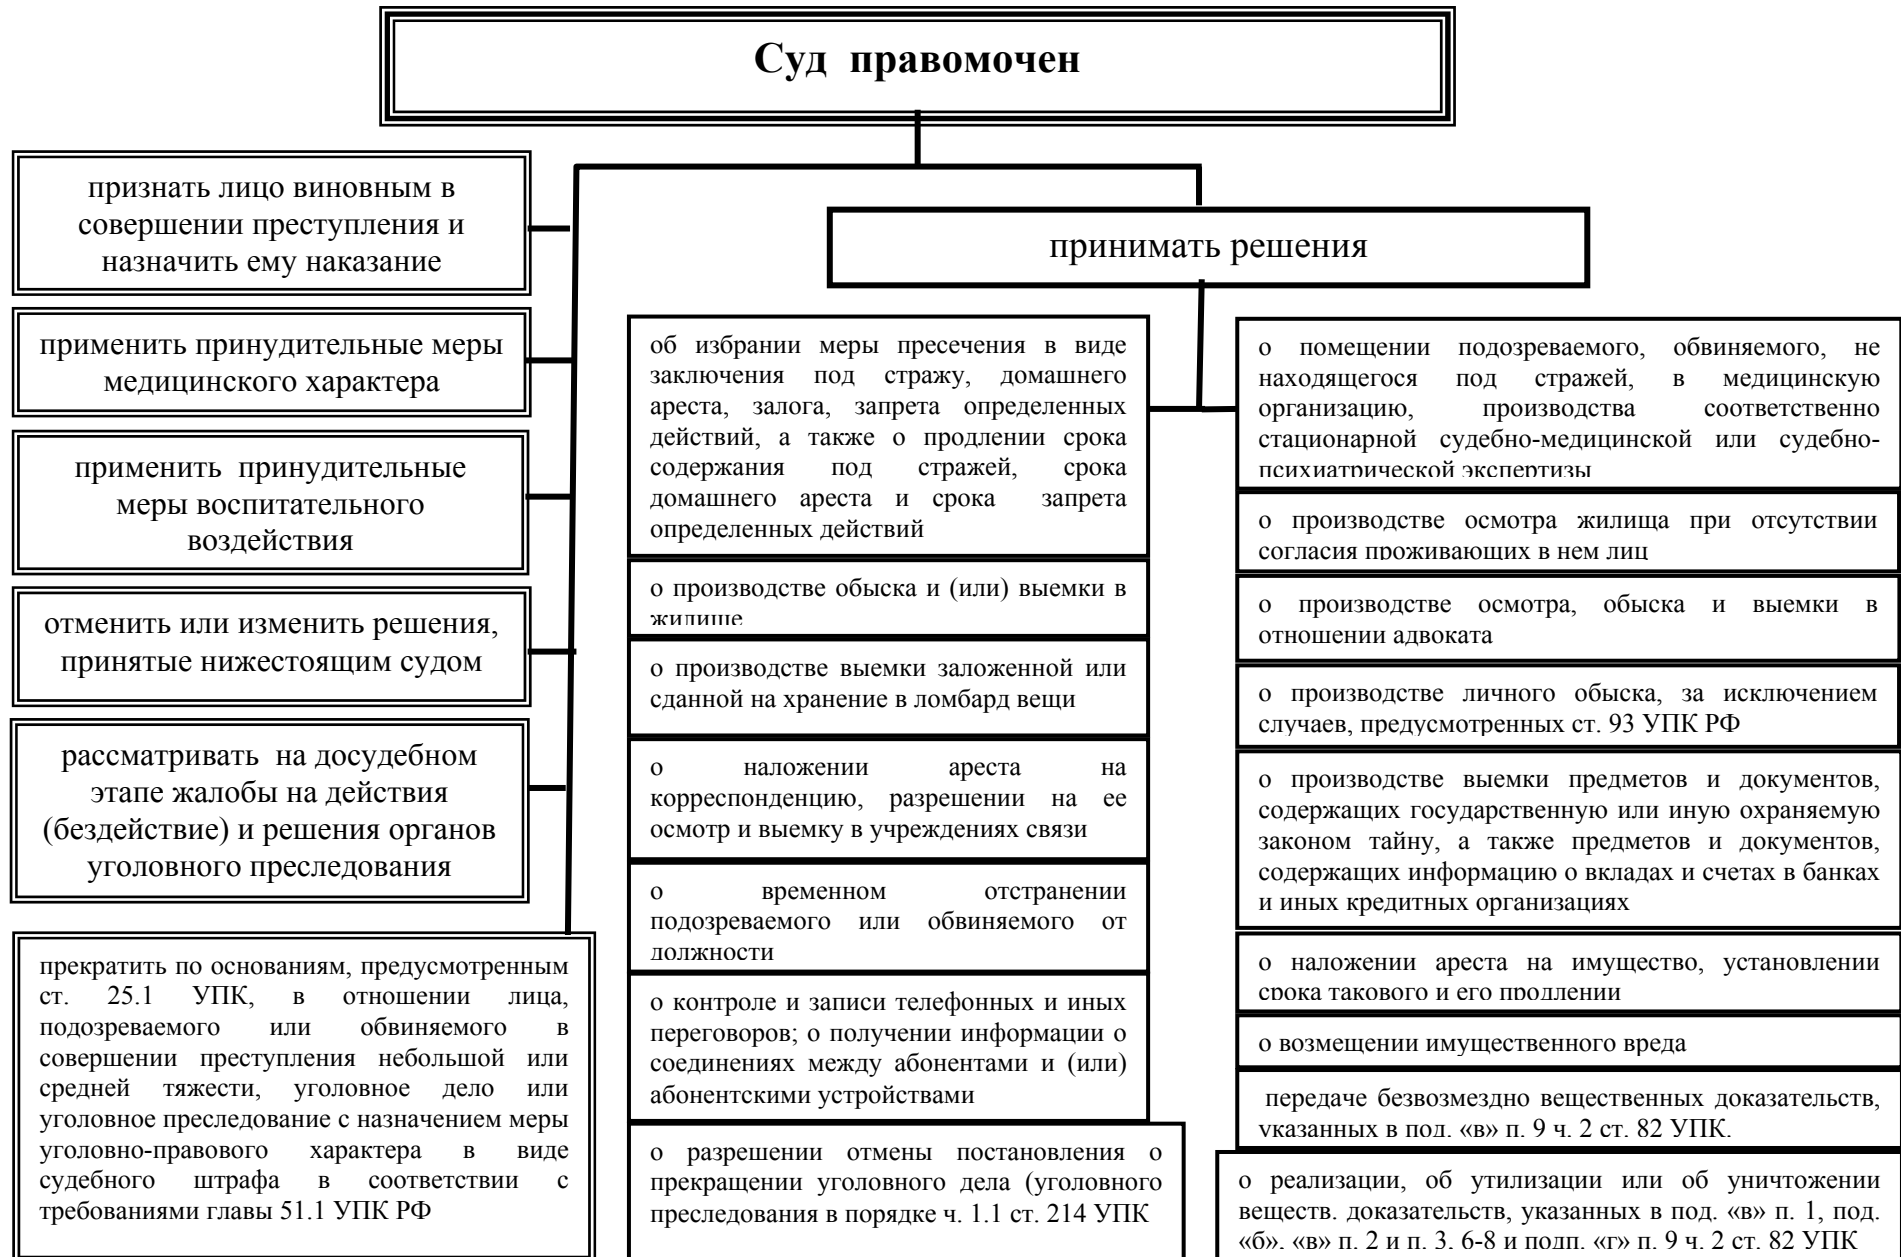 Суд правомочен
признать лицо виновным в
совершении преступления и
назначить ему наказание
применить принудительные меры
медицинского характера
применить принудительные
меры воспитательного
воздействия
отменить или изменить решения,
принятые нижестоящим судом
рассматривать на досудебном
этапе жалобы на действия
(бездействие) и решения органов
уголовного преследования
прекратить по основаниям, предусмотренным
ст. 25.1 УПК, в отношении лица,
подозреваемого или обвиняемого в
совершении преступления небольшой или
средней тяжести, уголовное дело или
уголовное преследование с назначением меры
уголовно-правового характера в виде
судебного штрафа в соответствии с
требованиями главы 51.1 УПК РФ
принимать решения
об избрании меры пресечения в виде
заключения под стражу, домашнего
ареста, залога, запрета определенных
действий, а также о продлении срока
содержания под стражей, срока
домашнего ареста и срока запрета
определенных действий
о производстве обыска и (или) выемки в
жилище
о производстве выемки заложенной или
сданной на хранение в ломбард вещи
о наложении ареста на
корреспонденцию, разрешении на ее
осмотр и выемку в учреждениях связи
о временном отстранении
подозреваемого или обвиняемого от
должности
о контроле и записи телефонных и иных
переговоров; о получении информации о
соединениях между абонентами и (или)
абонентскими устройствами
о разрешении отмены постановления о
прекращении уголовного дела (уголовного
преследования в порядке ч. 1.1 ст. 214 УПК
о помещении подозреваемого, обвиняемого, не
находящегося под стражей, в медицинскую
организацию, производства соответственно
стационарной судебно-медицинской или судебно-
психиатрической экспертизы
о производстве осмотра жилища при отсутствии
согласия проживающих в нем лиц
о производстве осмотра, обыска и выемки в
отношении адвоката
о производстве личного обыска, за исключением
случаев, предусмотренных ст. 93 УПК РФ
о производстве выемки предметов и документов,
содержащих государственную или иную охраняемую
законом тайну, а также предметов и документов,
содержащих информацию о вкладах и счетах в банках
и иных кредитных организациях
о наложении ареста на имущество, установлении
срока такового и его продлении
о возмещении имущественного вреда
передаче безвозмездно вещественных доказательств,
указанных в под. «в» п. 9 ч. 2 ст. 82 УПК.
о реализации, об утилизации или об уничтожении
веществ. доказательств, указанных в под. «в» п. 1, под.
«б», «в» п. 2 и п. 3, 6-8 и подп. «г» п. 9 ч. 2 ст. 82 УПК